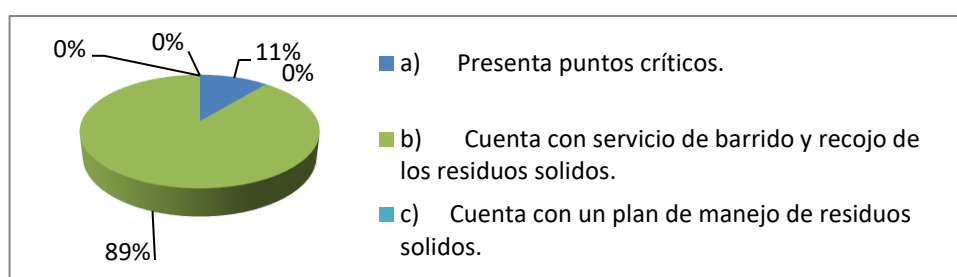 0%
0%
11%
0%
89%
a) Presenta puntos críticos.
b) Cuenta con servicio de barrido y recojo de
los residuos solidos.
c) Cuenta con un plan de manejo de residuos
solidos.